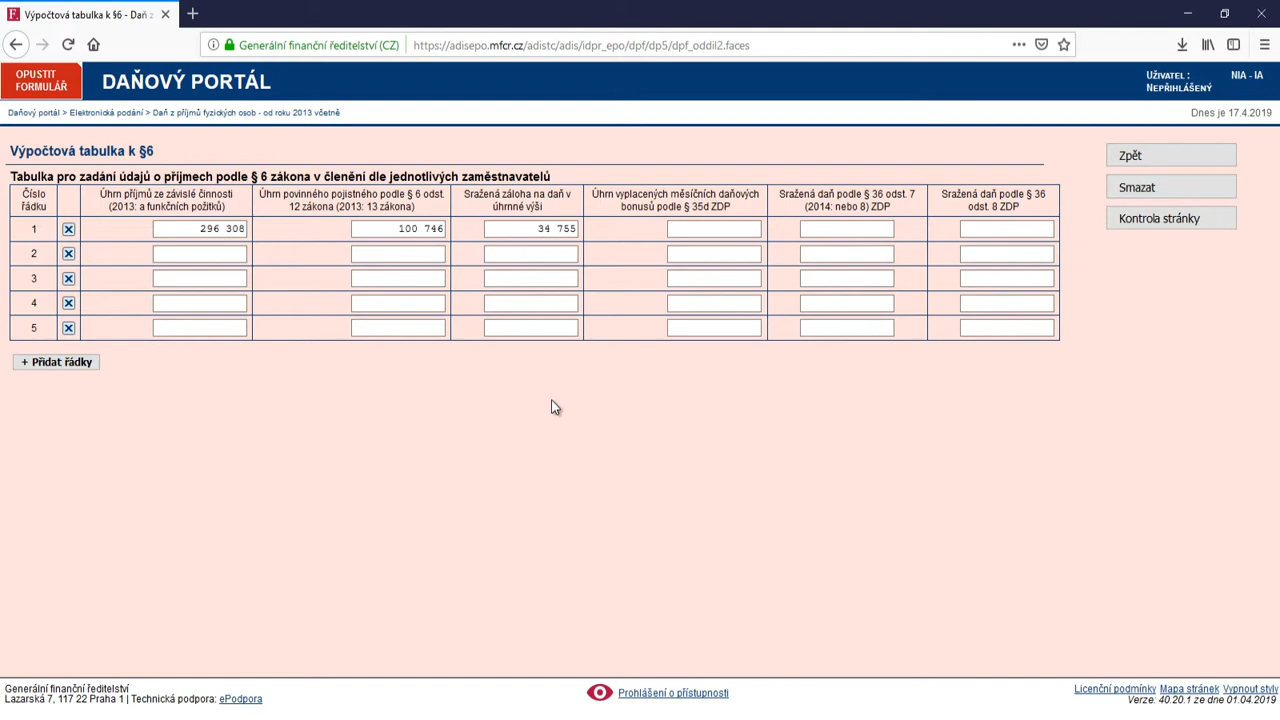 Výpočtová tabulka k §6 - Daň z
Generální finanční ředitelství (CZ)
https://adisepo.mfcr.cz/adistc/adis/idpr_epo/dpf/dp5/dpf_oddil2.faces
OPUSTIT
FORMULÁŘ
DAŇOVÝ PORTÁL
UŽIVATEL :
NEPŘIHLÁŠENÝ
NIA - IA
Daňový portál > Elektronická podání > Daň z příjmů fyzických osob - od roku 2013 včetně
Dnes je 17.4.2019
Výpočtová tabulka k §6
Tabulka pro zadání údajů o příjmech podle § 6 zákona v členění dle jednotlivých zaměstnavatelů
Číslo
řádku
Úhrn příjmů ze závislé činnosti
(2013: a funkčních požitků)
Úhrn povinného pojistného podle § 6 odst.
12 zákona (2013: 13 zákona)
Sražená záloha na daň v
úhrnné výši
Úhrn vyplacených měsíčních daňových
bonusů podle § 35d ZDP
Sražená daň podle § 36 odst. 7
(2014: nebo 8) ZDP
Sražená daň podle § 36
odst. 8 ZDP
1 296 308 100 746 34 755
2
3
4
5
+ Přidat řádky
Zpět
Smazat
Kontrola stránky
Generální finanční ředitelství
Lazarská 7, 117 22 Praha 1 | Technická podpora: ePodpora
Prohlášení o přístupnosti
Licenční podmínky Mapa stránek Vypnout styly
Verze: 40.20.1 ze dne 01.04.2019